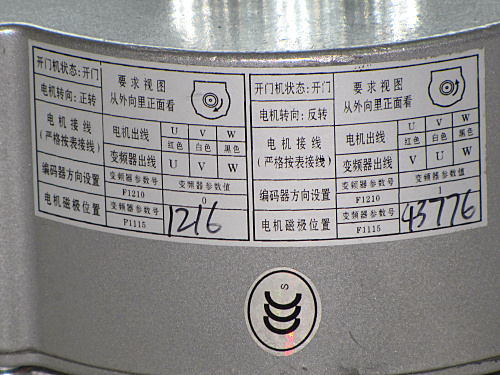 开门机状态:开门
要求视图
从外向里正面看
电机转向:正转
电机接线
(严格按表接线)
电机出线
U V W
红色 白色 黑色
变频器出线
U V W
编码器方向设置
变频器参数号 变频器参数值
F1210 0
电机磁极位置
变频器参数号
F1115
1216
开门机状态:开门
要求视图
从外向里正面看
电机转向:反转
电机接线
(严格按表接线)
电机出线
U V W
红色 白色 黑色
变频器出线
V U W
编码器方向设置
变频器参数号 变频器参数值
F1210 1
电机磁极位置
变频器参数号
F1115
43776
S